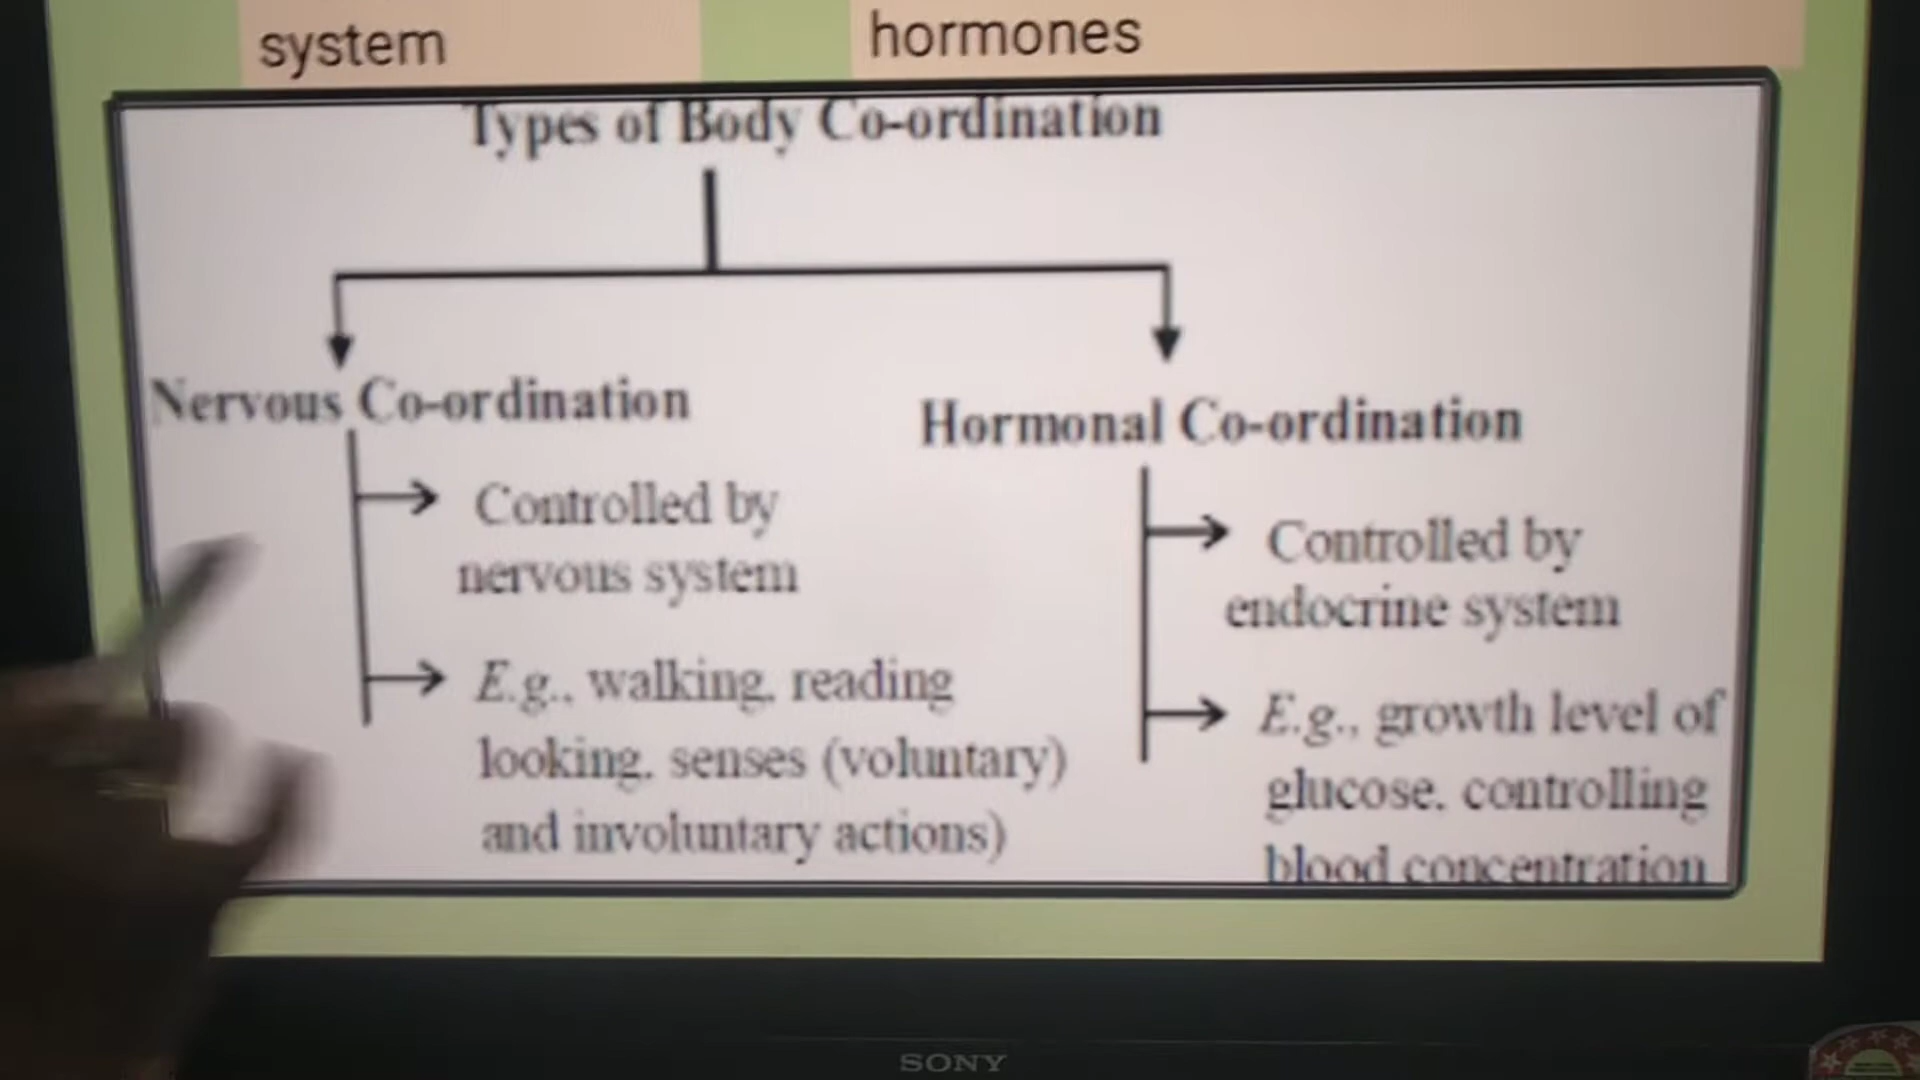 system
hormones
Types of Body Co-ordination
Nervous Co-ordination
Controlled by
nervous system
E.g., walking, reading
looking, senses (voluntary)
and involuntary actions)
Hormonal Co-ordination
Controlled by
endocrine system
E.g., growth level of
glucose, controlling
blood concentration
SONY